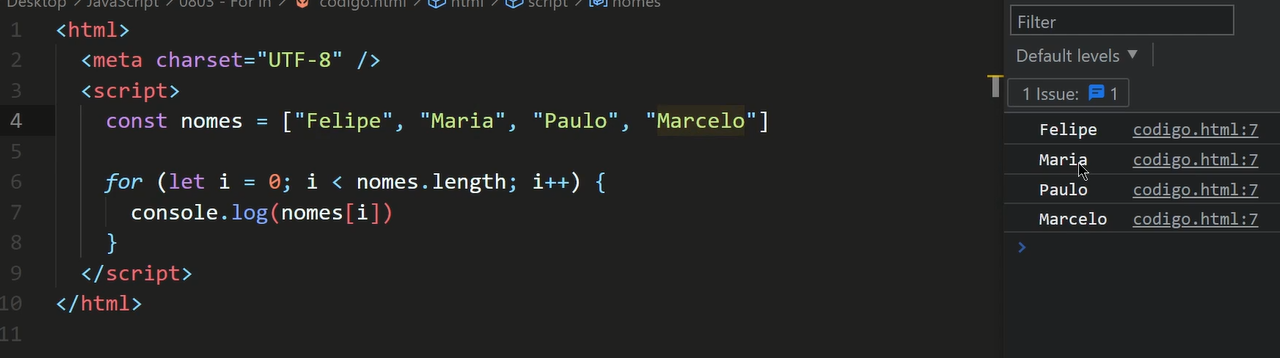 Desktop > JavaScript > 0803 - For in > codigo.html > html > script > nomes
1 <html>
2 <meta charset="UTF-8" />
3 <script>
4 const nomes = ["Felipe", "Maria", "Paulo", "Marcelo"]
5
6 for (let i = 0; i < nomes.length; i++) {
7 console.log(nomes[i])
8 }
9 </script>
10 </html>
11
Filter
Default levels ▼
1 Issue: 1
Felipe codigo.html:7
Maria codigo.html:7
Paulo codigo.html:7
Marcelo codigo.html:7
>